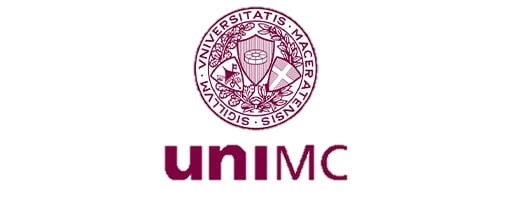 SIGILLVM · VNIVERSITATIS · MACERATENSIS ·
unIMC